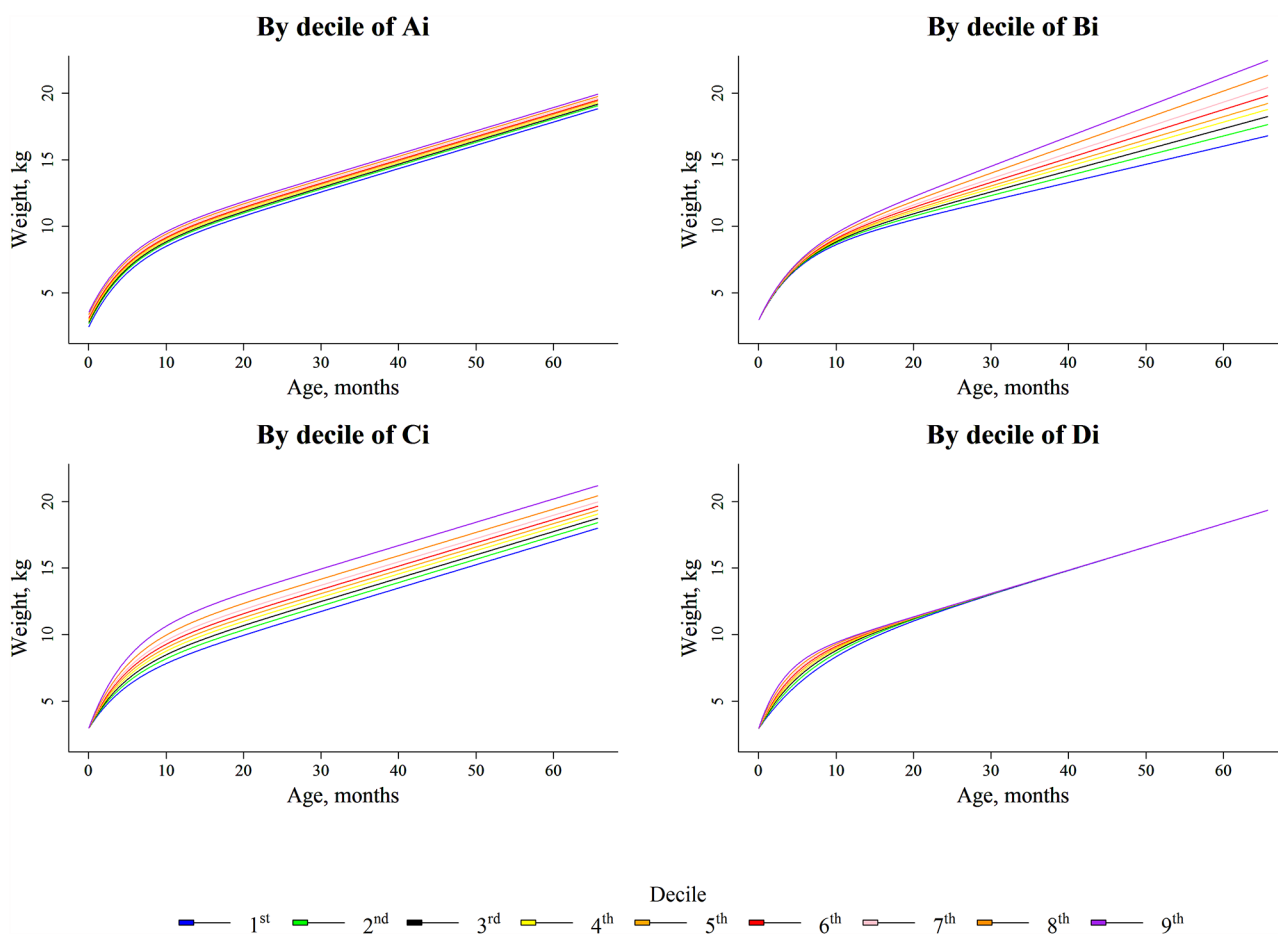 By decile of Ai
Weight, kg
20
15
10
5
0 10 20 30 40 50 60
Age, months
By decile of Bi
Weight, kg
20
15
10
5
0 10 20 30 40 50 60
Age, months
By decile of Ci
Weight, kg
20
15
10
5
0 10 20 30 40 50 60
Age, months
By decile of Di
Weight, kg
20
15
10
5
0 10 20 30 40 50 60
Age, months
Decile
1st 2nd 3rd 4th 5th 6th 7th 8th 9th